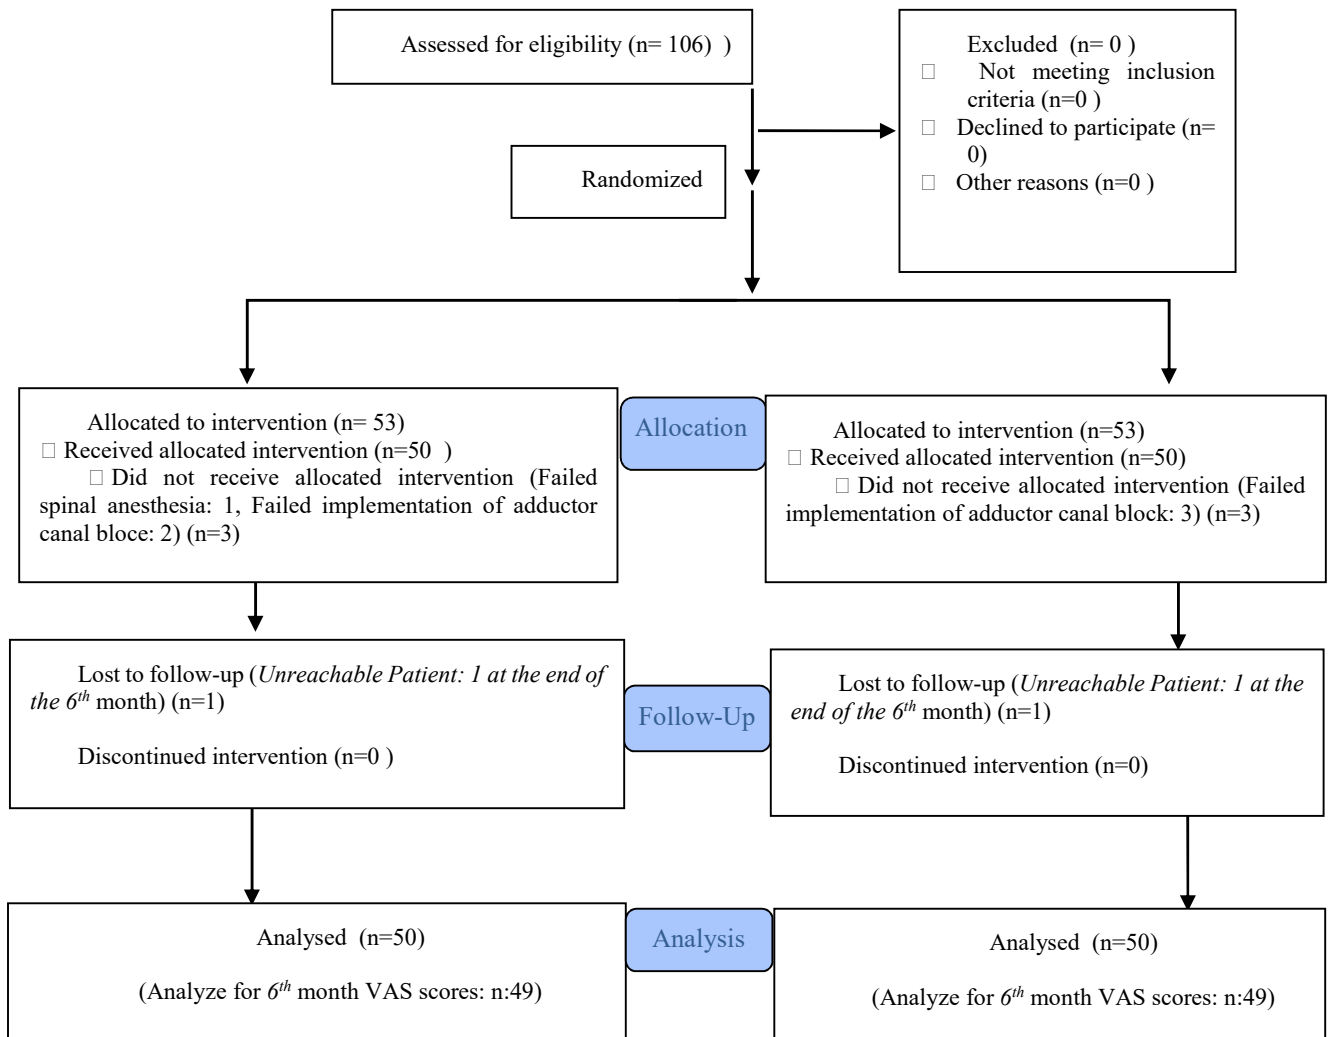 Assessed for eligibility (n= 106) )
Excluded (n= 0 )
□ Not meeting inclusion
criteria (n=0 )
□ Declined to participate (n=
0)
□ Other reasons (n=0 )
Randomized
Allocated to intervention (n= 53)
□ Received allocated intervention (n=50 )
□ Did not receive allocated intervention (Failed
spinal anesthesia: 1, Failed implementation of adductor
canal bloce: 2) (n=3)
Allocation
Allocated to intervention (n=53)
□ Received allocated intervention (n=50)
□ Did not receive allocated intervention (Failed
implementation of adductor canal block: 3) (n=3)
Lost to follow-up (Unreachable Patient: 1 at the end of
the 6th month) (n=1)
Discontinued intervention (n=0 )
Follow-Up
Lost to follow-up (Unreachable Patient: 1 at the
end of the 6th month) (n=1)
Discontinued intervention (n=0)
Analysed (n=50)
(Analyze for 6th month VAS scores: n:49)
Analysis
Analysed (n=50)
(Analyze for 6th month VAS scores: n:49)